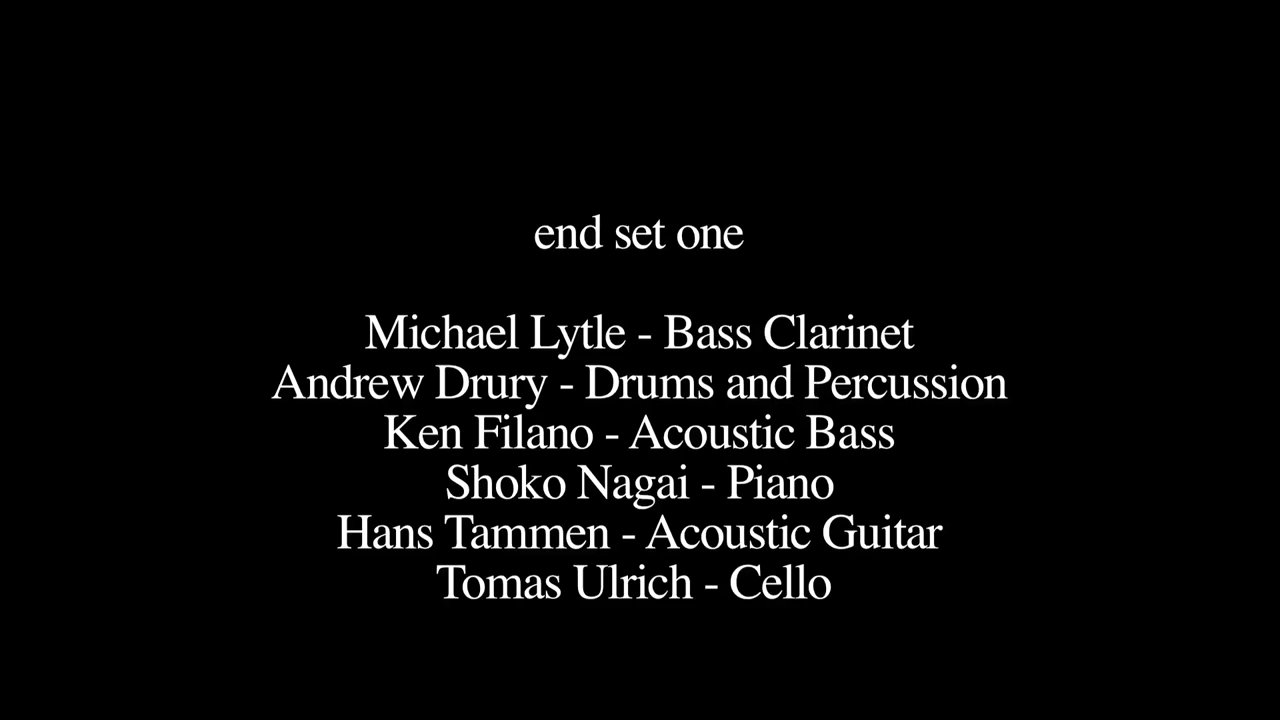 end set one
Michael Lytle - Bass Clarinet
Andrew Drury - Drums and Percussion
Ken Filano - Acoustic Bass
Shoko Nagai - Piano
Hans Tammen - Acoustic Guitar
Tomas Ulrich - Cello